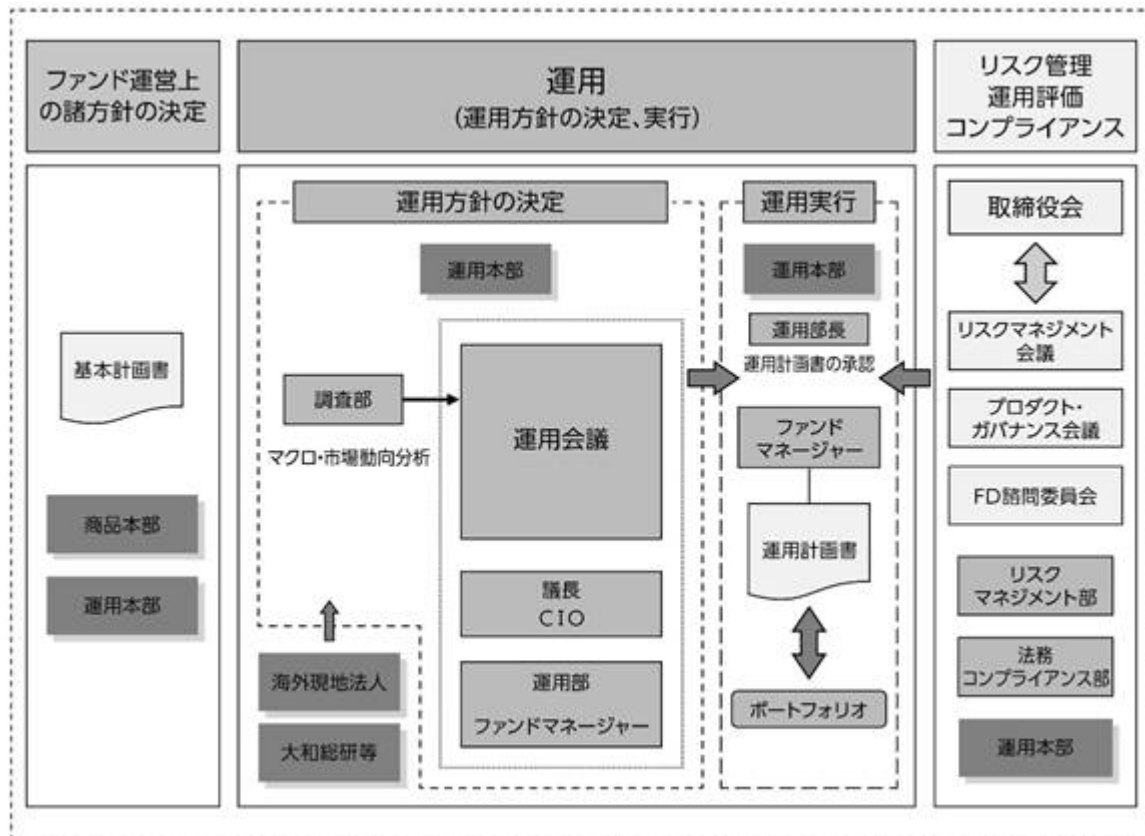 ファンド運営上
の諸方針の決定
基本計画書
商品本部
運用本部
運用
(運用方針の決定、実行)
運用方針の決定
運用本部
調査部
マクロ・市場動向分析
運用会議
議長
CIO
運用部
ファンドマネージャー
海外現地法人
大和総研等
運用実行
運用本部
運用部長
運用計画書の承認
ファンド
マネージャー
運用計画書
ポートフォリオ
リスク管理
運用評価
コンプライアンス
取締役会
リスクマネジメント
会議
プロダクト・
ガバナンス会議
FD諮問委員会
リスク
マネジメント部
法務
コンプライアンス部
運用本部